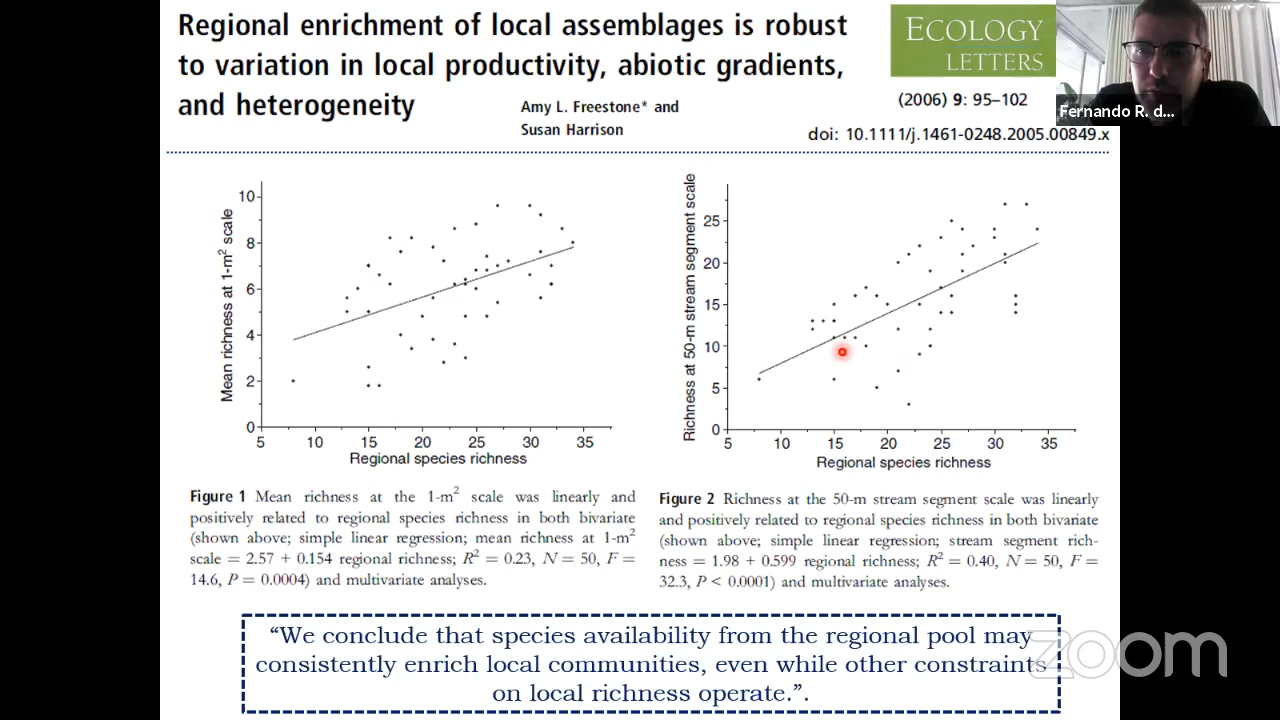 Regional enrichment of local assemblages is robust
to variation in local productivity, abiotic gradients,
and heterogeneity
Amy L. Freestone* and
Susan Harrison
ECOLOGY
LETTERS
(2006) 9: 95–102
doi: 10.1111/j.1461-0248.2005.00849.x
Fernando R. d...
Mean richness at 1-m² scale
10
8
6
4
2
0
5 10 15 20 25 30 35
Regional species richness
Richness at 50-m stream segment scale
25
20
15
10
5
0
5 10 15 20 25 30 35
Regional species richness
Figure 1 Mean richness at the 1-m² scale was linearly and
positively related to regional species richness in both bivariate
(shown above; simple linear regression; mean richness at 1-m²
scale = 2.57 + 0.154 regional richness; R² = 0.23, N = 50, F =
14.6, P = 0.0004) and multivariate analyses.
Figure 2 Richness at the 50-m stream segment scale was linearly
and positively related to regional species richness in both bivariate
(shown above; simple linear regression; stream segment rich-
ness = 1.98 + 0.599 regional richness; R² = 0.40, N = 50, F =
32.3, P < 0.0001) and multivariate analyses.
“We conclude that species availability from the regional pool may
consistently enrich local communities, even while other constraints
on local richness operate.”.
zoom